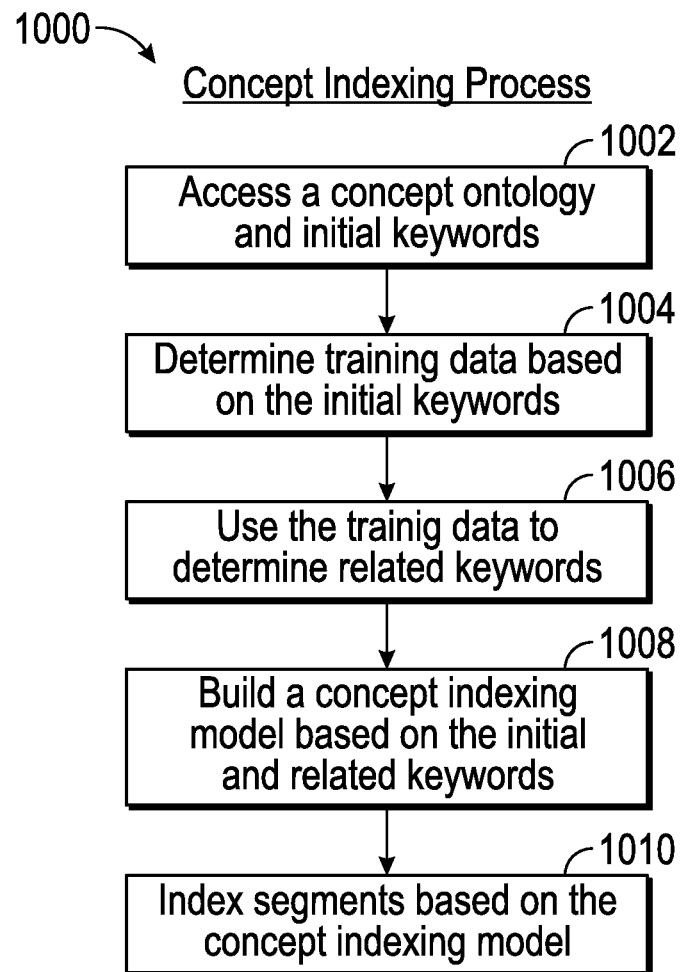 1000
Concept Indexing Process
1002
Access a concept ontology
and initial keywords
1004
Determine training data based
on the initial keywords
1006
Use the trainig data to
determine related keywords
1008
Build a concept indexing
model based on the initial
and related keywords
1010
Index segments based on the
concept indexing model